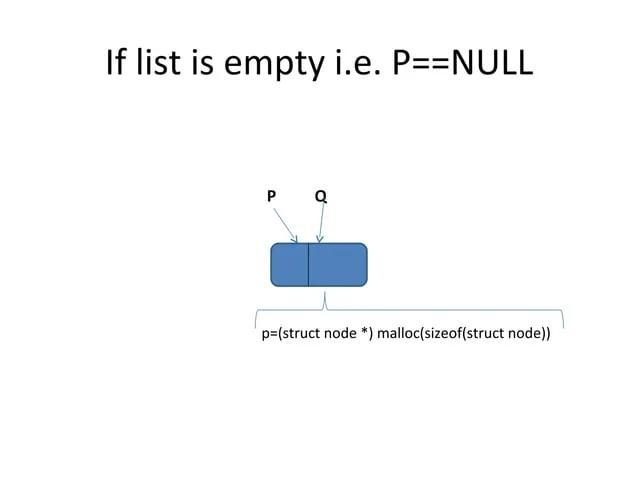 If list is empty i.e. P==NULL
P Q
p=(struct node *) malloc(sizeof(struct node))